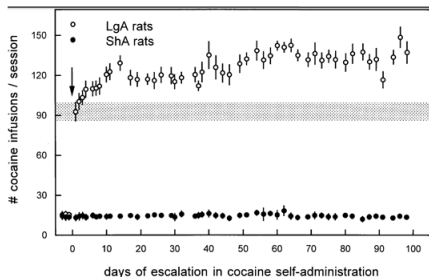 LgA rats
ShA rats
# cocaine infusions / session
150
120
90
60
30
0
0 10 20 30 40 50 60 70 80 90 100
days of escalation in cocaine self-administration